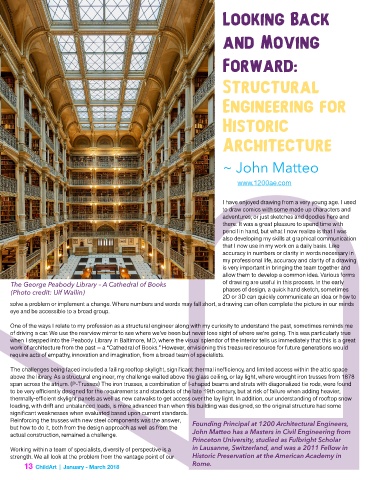 Looking Back
and Moving
Forward:
Structural
Engineering for
Historic
Architecture
~ John Matteo
www.1200ae.com
I have enjoyed drawing from a very young age. I used
to draw comics with some made up characters and
adventures, or just sketches and doodles here and
there. It was a great pleasure to spend time with
pencil in hand, but what I now realize is that I was
also developing my skills at graphical communication
that I now use in my work on a daily basis. Like
accuracy in numbers or clarity in words necessary in
my professional life, accuracy and clarity of a drawing
is very important in bringing the team together and
allow them to develop a common idea. Various forms
of drawing are useful in this process. In the early
phases of design, a quick hand sketch, sometimes
2D or 3D can quickly communicate an idea or how to
The George Peabody Library - A Cathedral of Books
(Photo credit: Ulf Wallin)
solve a problem or implement a change. Where numbers and words may fall short, a drawing can often complete the picture in our minds
eye and be accessible to a broad group.
One of the ways I relate to my profession as a structural engineer along with my curiosity to understand the past, sometimes reminds me
of driving a car: We use the rearview mirror to see where we've been but never lose sight of where we're going. This was particularly true
when I stepped into the Peabody Library in Baltimore, MD, where the visual splendor of the interior tells us immediately that this is a great
work of architecture from the past – a "Cathedral of Books." However, envisioning this treasured resource for future generations would
require acts of empathy, innovation and imagination, from a broad team of specialists.
The challenges being faced included a failing rooftop skylight, significant thermal inefficiency, and limited access within the attic space
above the library. As a structural engineer, my challenge waited above the glass ceiling, or lay light, where wrought iron trusses from 1878
span across the atrium. The iron trusses, a combination of I-shaped beams and struts with diagonalized tie rods, were found
to be very efficiently designed for the requirements and standards of the late 19th century, but at risk of failure when adding heavier,
thermally-efficient skylight panels as well as new catwalks to get across over the lay light. In addition, our understanding of rooftop snow
loading, with drift and unbalanced loads, is more advanced than when this building was designed, so the original structure had some
significant weaknesses when evaluated based upon current standards.
Reinforcing the trusses with new steel components was the answer,
but how to do it, both from the design approach as well as from the
actual construction, remained a challenge.
Working within a team of specialists, diversity of perspective is a
strength. We all look at the problem from the vantage point of our
Founding Principal at 1200 Architectural Engineers,
John Matteo has a Masters in Civil Engineering from
Princeton University, studied as Fulbright Scholar
in Lausanne, Switzerland, and was a 2011 Fellow in
Historic Preservation at the American Academy in
Rome.
13 ChildArt | January - March 2018